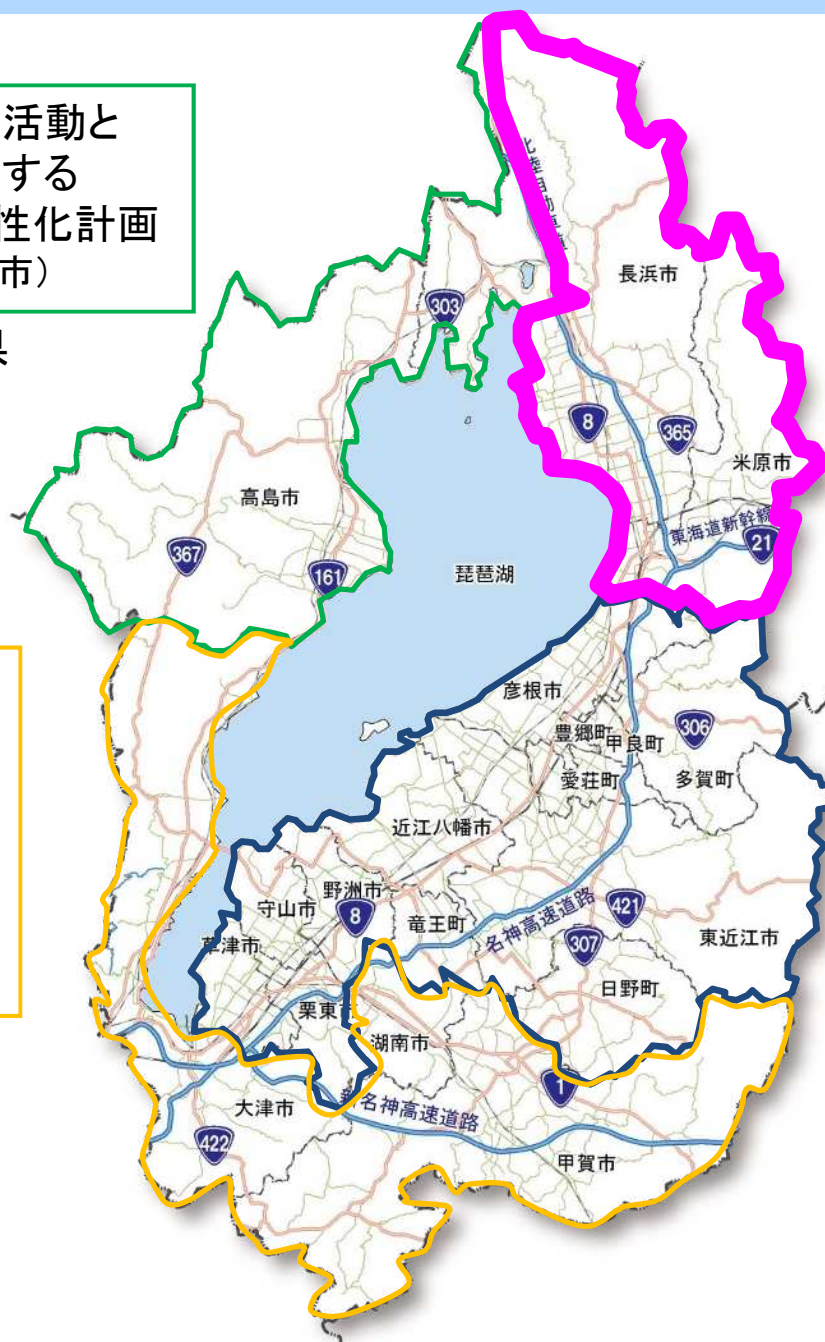 活動と
する
性化計画
市）
県
北陸自動車道
長浜市
303
8
365
米原市
高島市
東海道新幹線
21
367
161
琵琶湖
彦根市
豊郷町
甲良町
306
愛荘町
多賀町
近江八幡市
野洲市
守山市
8
竜王町
名神高速道路
421
草津市
307
東近江市
日野町
栗東市
湖南市
1
大津市
新名神高速道路
422
甲賀市